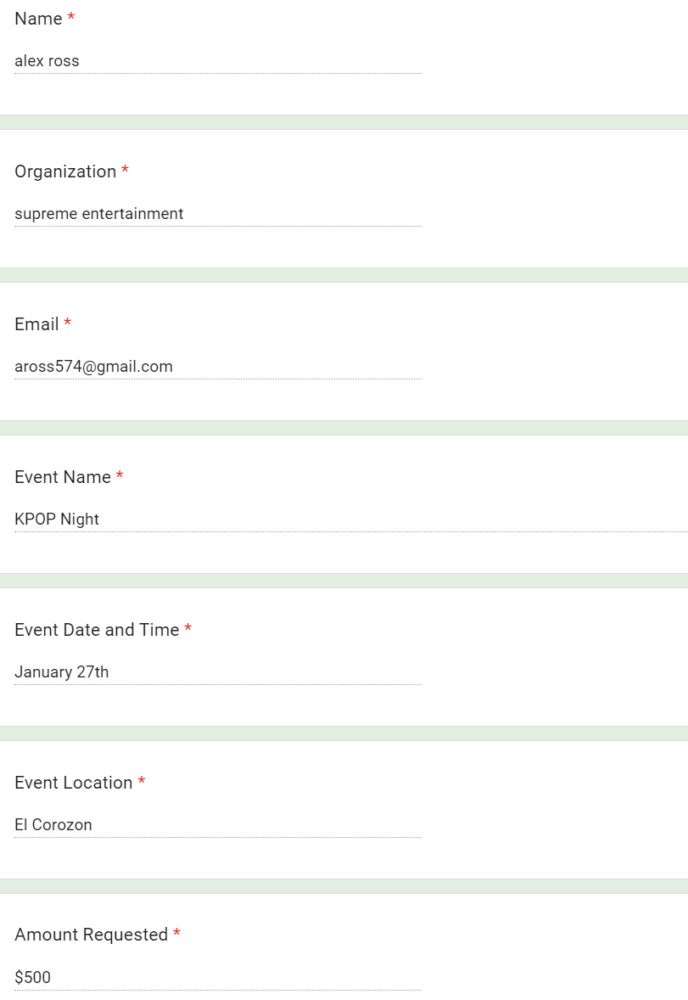 Name *
alex ross
Organization *
supreme entertainment
Email *
aross574@gmail.com
Event Name *
KPOP Night
Event Date and Time *
January 27th
Event Location *
El Corozon
Amount Requested *
$500